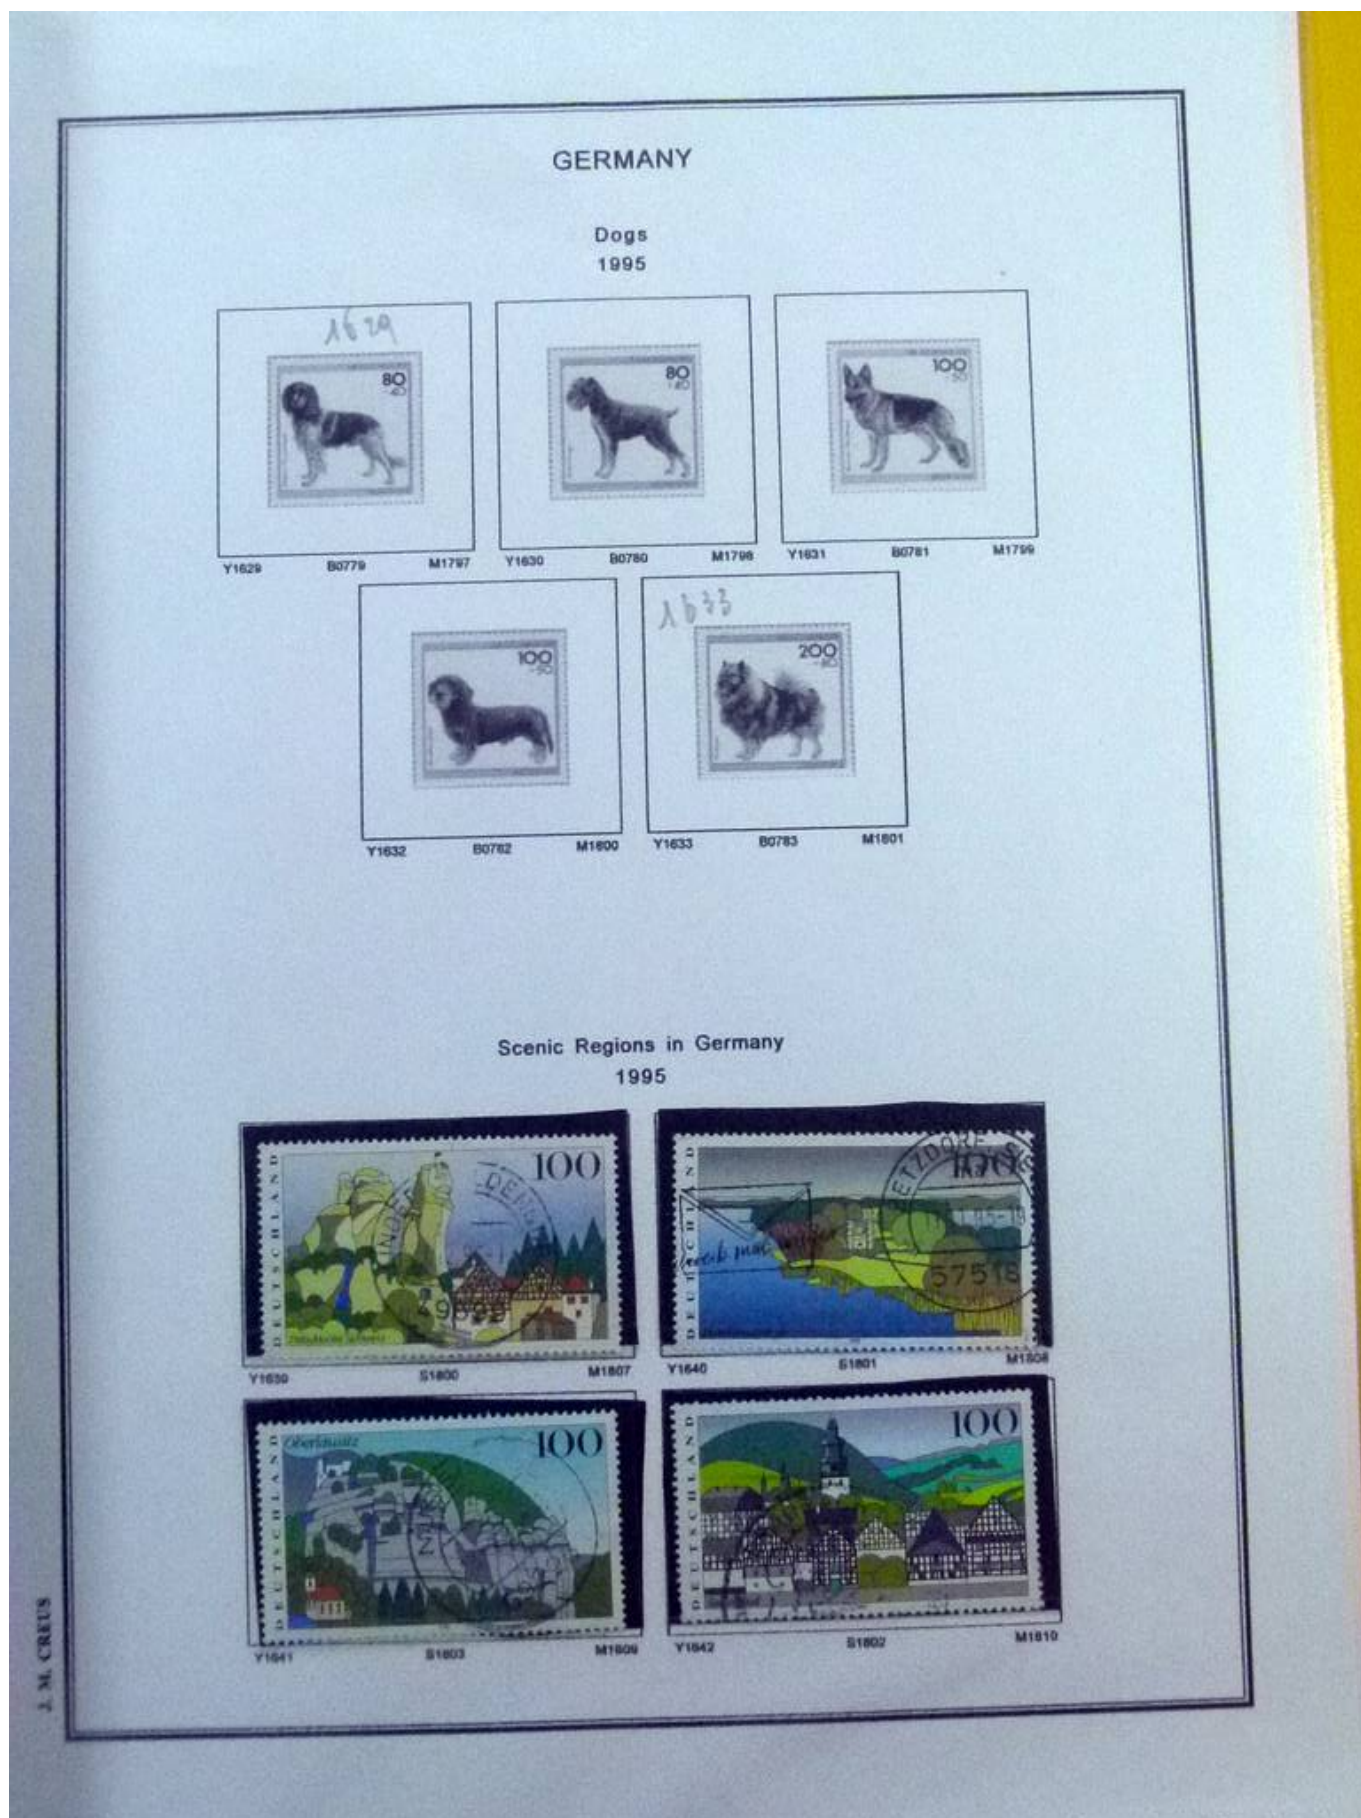 GERMANY
Dogs
1995
1629
80
+40
80
+40
100
+50
Y1629 B0779 M1797
Y1630 B0780 M1798
Y1631 B0781 M1799
1633
100
+50
200
+80
Y1632 B0782 M1800
Y1633 B0783 M1801
Scenic Regions in Germany
1995
DEUTSCHLAND
100
DEUTSCHLAND
100
57518
Y1639 S1800 M1807
Y1640 S1801 M1808
DEUTSCHLAND
Oberlausitz
100
DEUTSCHLAND
100
Y1641 S1803 M1809
Y1642 S1802 M1810
J. M. CREUS